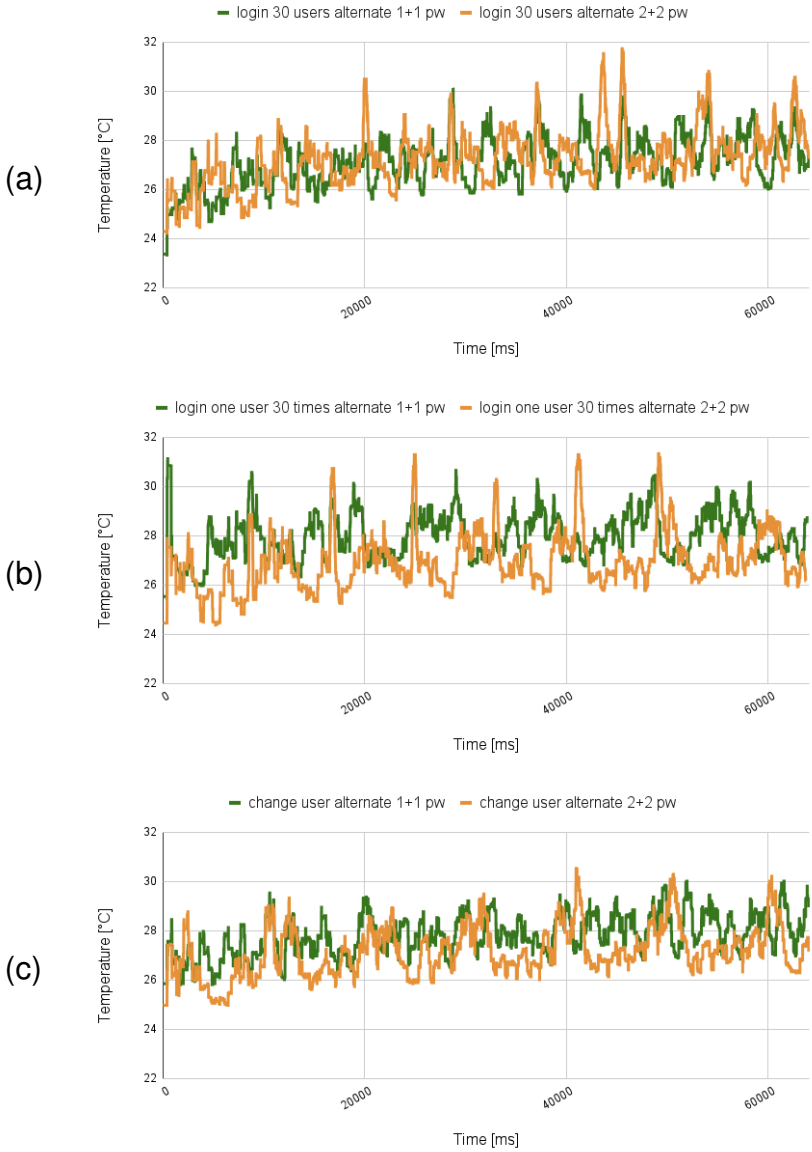 login 30 users alternate 1+1 pw login 30 users alternate 2+2 pw
32
30
28
26
24
22
Temperature [°C]
(a)
0 20000 40000 60000
Time [ms]
login one user 30 times alternate 1+1 pw login one user 30 times alternate 2+2 pw
32
30
28
26
24
22
Temperature [°C]
(b)
0 20000 40000 60000
Time [ms]
change user alternate 1+1 pw change user alternate 2+2 pw
32
30
28
26
24
22
Temperature [°C]
(c)
0 20000 40000 60000
Time [ms]